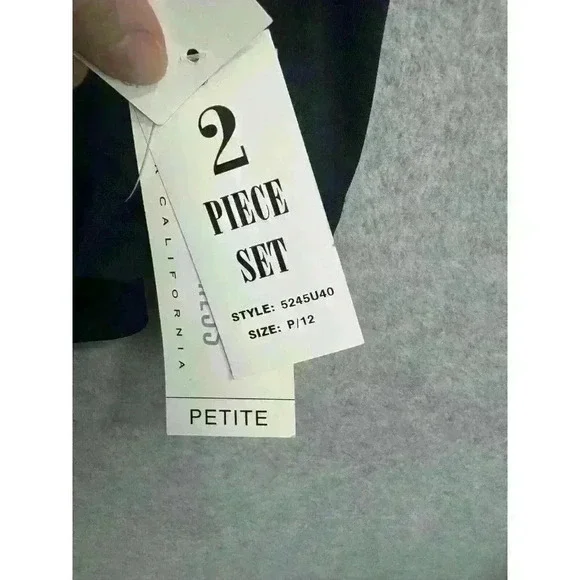 2
PIECE
SET
STYLE: 5245U40
SIZE: P/12
CALIFORNIA
PETITE